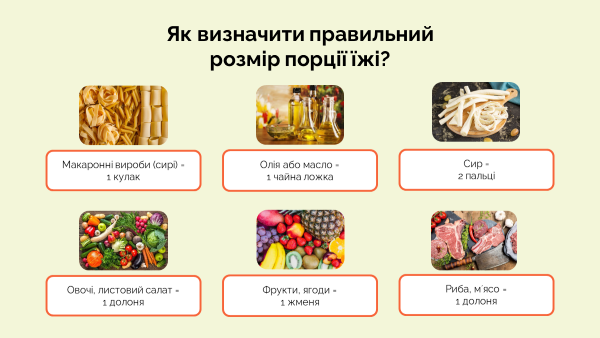 Як визначити правильний
розмір порції їжі?
Макаронні вироби (сирі) =
1 кулак
Олія або масло =
1 чайна ложка
Сир =
2 пальці
Овочі, листовий салат =
1 долоня
Фрукти, ягоди =
1 жменя
Риба, м'ясо =
1 долоня